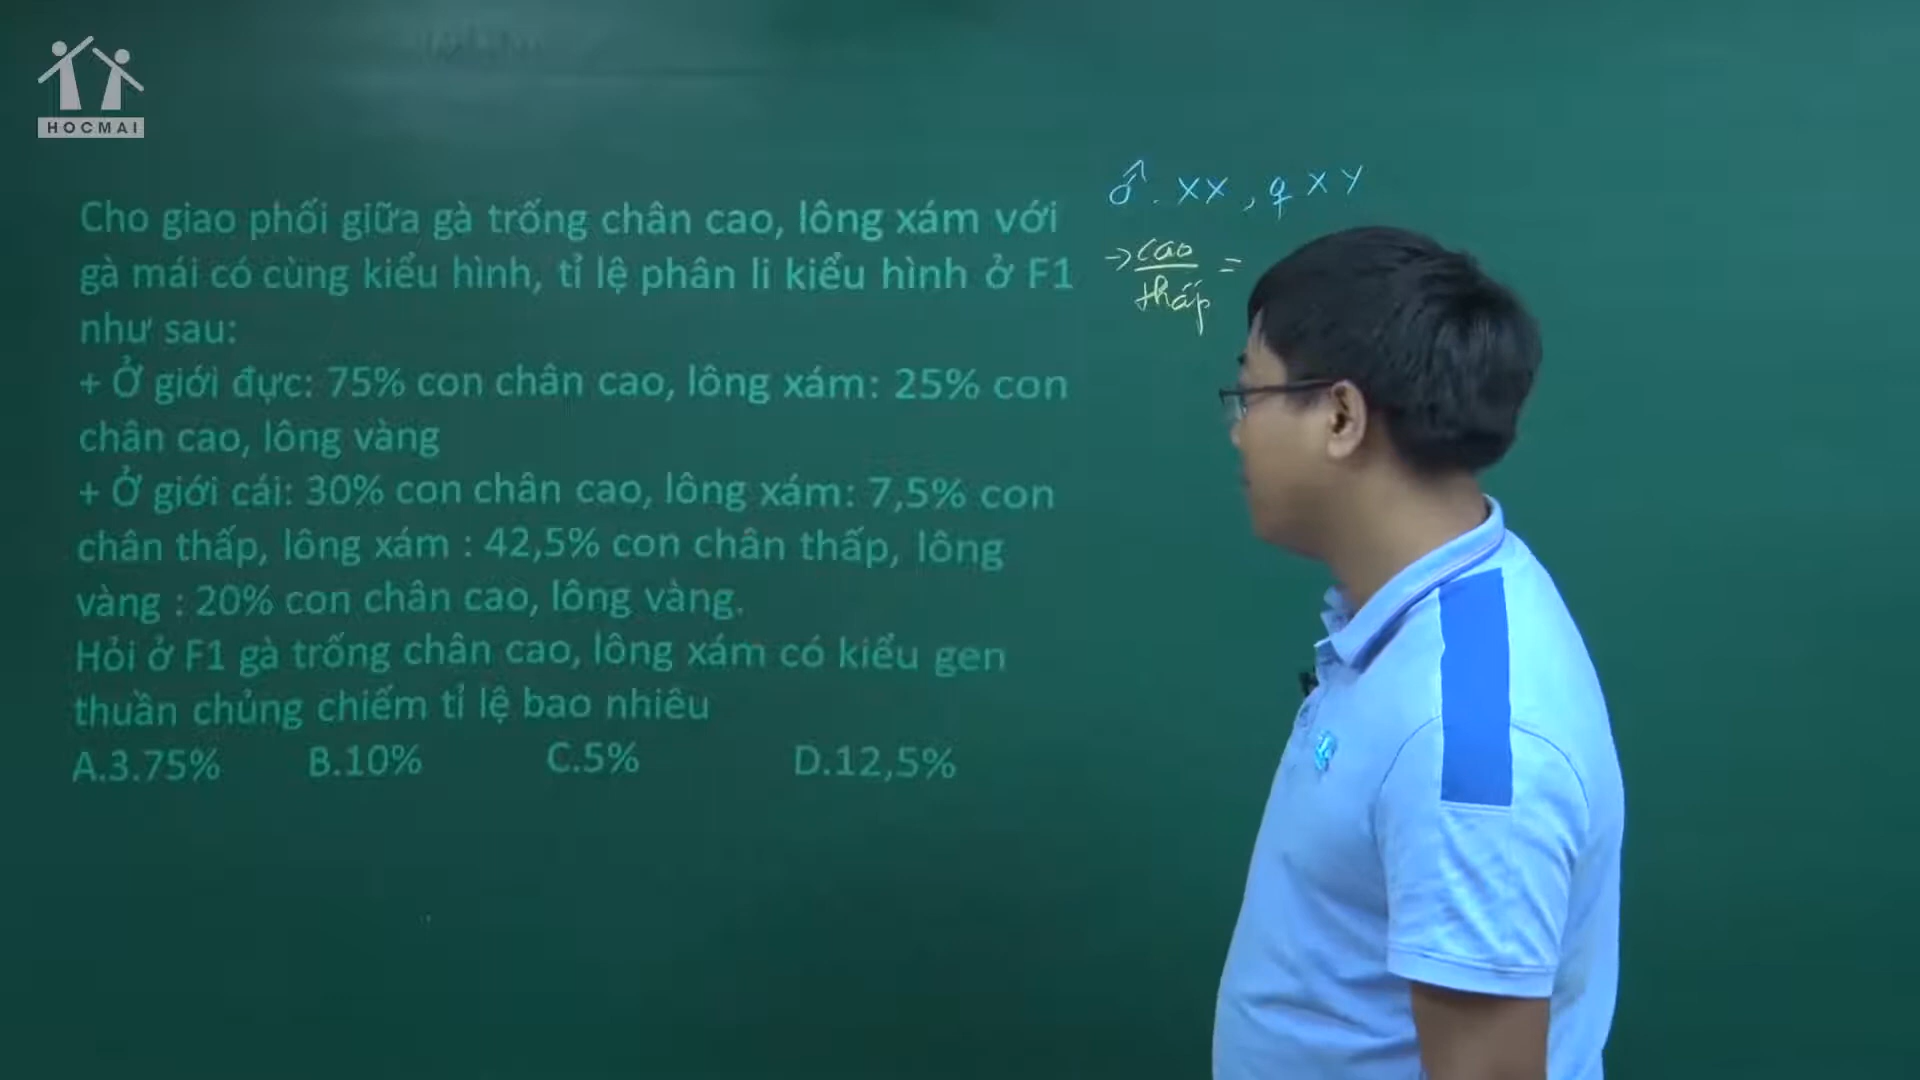 HOCMAI
Cho giao phối giữa gà trống chân cao, lông xám với
gà mái có cùng kiểu hình, tỉ lệ phân li kiểu hình ở F1
như sau:
+ Ở giới đực: 75% con chân cao, lông xám: 25% con
chân cao, lông vàng
+ Ở giới cái: 30% con chân cao, lông xám: 7,5% con
chân thấp, lông xám : 42,5% con chân thấp, lông
vàng : 20% con chân cao, lông vàng.
Hỏi ở F1 gà trống chân cao, lông xám có kiểu gen
thuần chủng chiếm tỉ lệ bao nhiêu
A.3.75% B.10% C.5% D.12,5%
♂. XX, ♀ XY
→ cao
thấp =